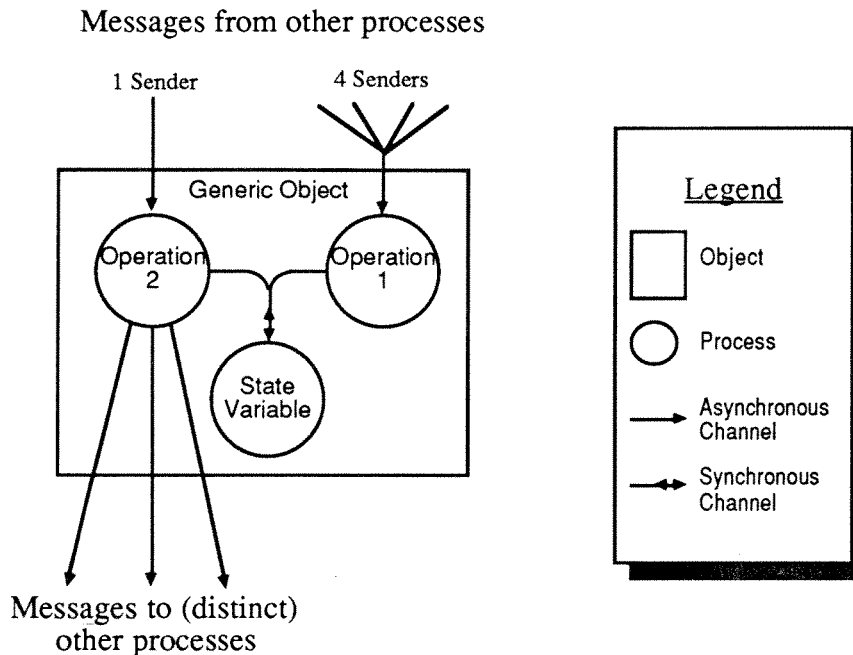 Messages from other processes
1 Sender
4 Senders
Generic Object
Operation
2
Operation
1
State
Variable
Messages to (distinct)
other processes
Legend
Object
Process
Asynchronous
Channel
Synchronous
Channel